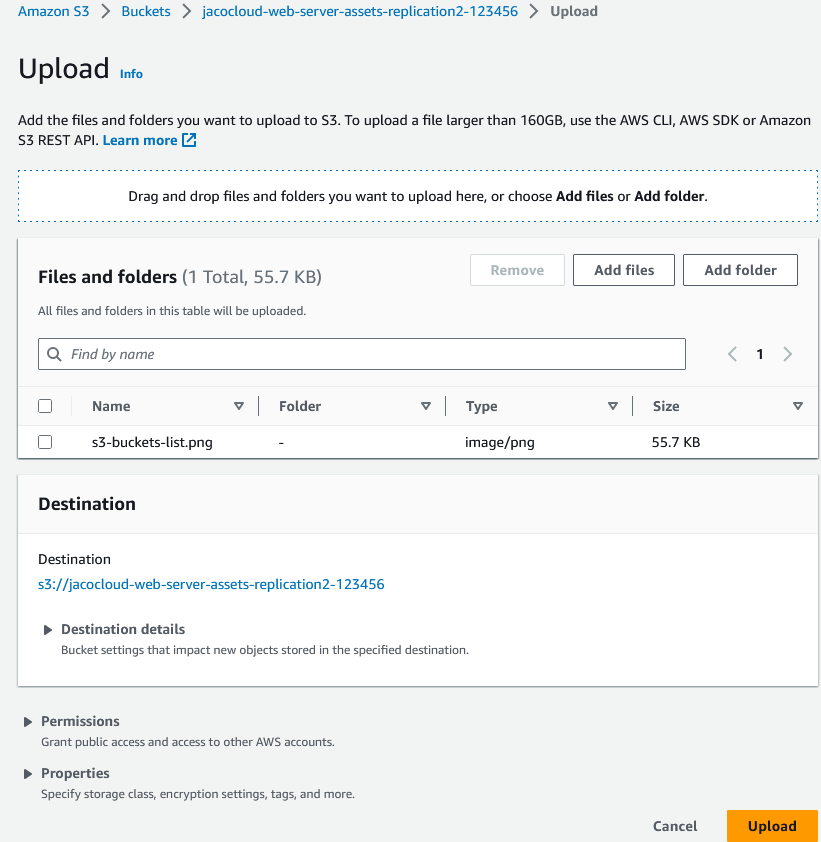 Amazon S3 > Buckets > jacocloud-web-server-assets-replication2-123456 > Upload
Upload Info
Add the files and folders you want to upload to S3. To upload a file larger than 160GB, use the AWS CLI, AWS SDK or Amazon
S3 REST API. Learn more
Drag and drop files and folders you want to upload here, or choose Add files or Add folder.
Files and folders (1 Total, 55.7 KB)
Remove Add files Add folder
All files and folders in this table will be uploaded.
Find by name
1
Name Folder Type Size
s3-buckets-list.png - image/png 55.7 KB
Destination
Destination
s3://jacocloud-web-server-assets-replication2-123456
Destination details
Bucket settings that impact new objects stored in the specified destination.
Permissions
Grant public access and access to other AWS accounts.
Properties
Specify storage class, encryption settings, tags, and more.
Cancel Upload